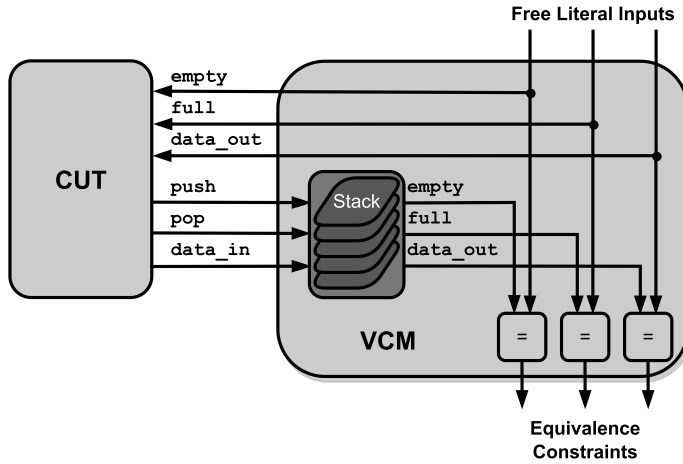 Free Literal Inputs
empty
full
data_out
CUT
push
pop
data_in
Stack
empty
full
data_out
VCM
= = =
Equivalence
Constraints